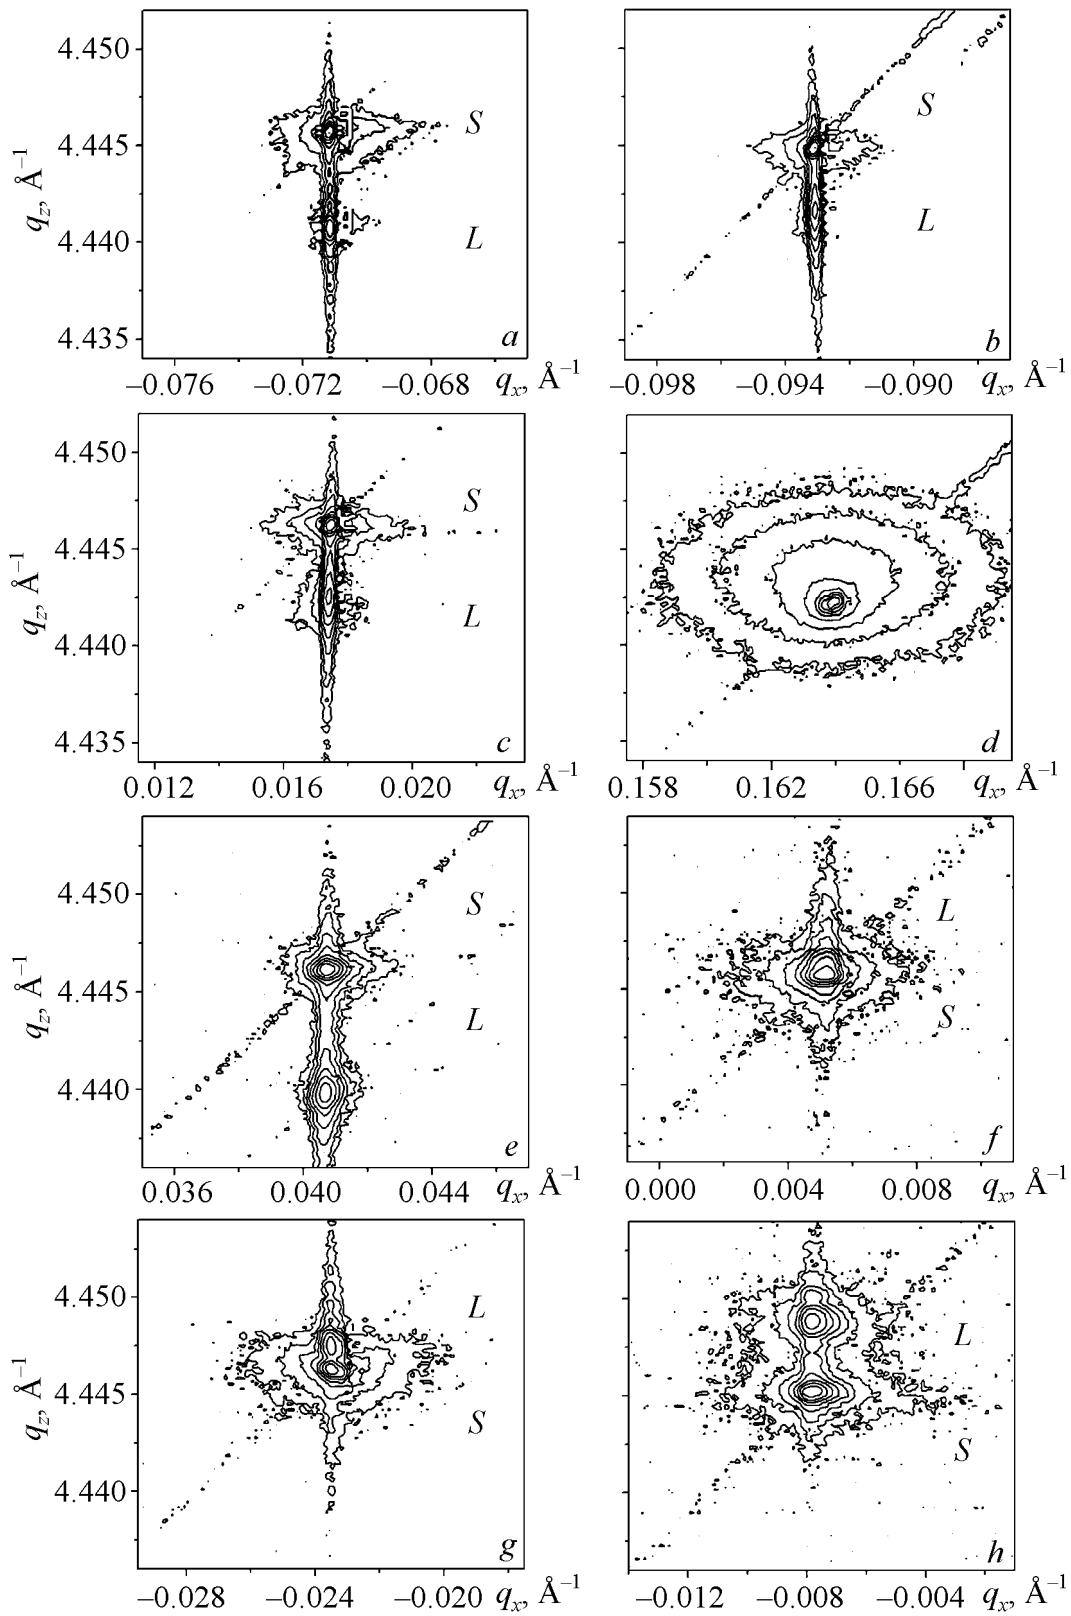 4.450
4.445
4.440
4.435
q_z, Å⁻¹
S
L
a
−0.076
−0.072
−0.068
q_x, Å⁻¹
S
L
b
−0.098
−0.094
−0.090
q_x, Å⁻¹
4.450
4.445
4.440
4.435
q_z, Å⁻¹
S
L
c
0.012
0.016
0.020
q_x, Å⁻¹
d
0.158
0.162
0.166
q_x, Å⁻¹
4.450
4.445
4.440
q_z, Å⁻¹
S
L
e
0.036
0.040
0.044
q_x, Å⁻¹
L
S
f
0.000
0.004
0.008
q_x, Å⁻¹
4.450
4.445
4.440
q_z, Å⁻¹
L
S
g
−0.028
−0.024
−0.020
q_x, Å⁻¹
L
S
h
−0.012
−0.008
−0.004
q_x, Å⁻¹